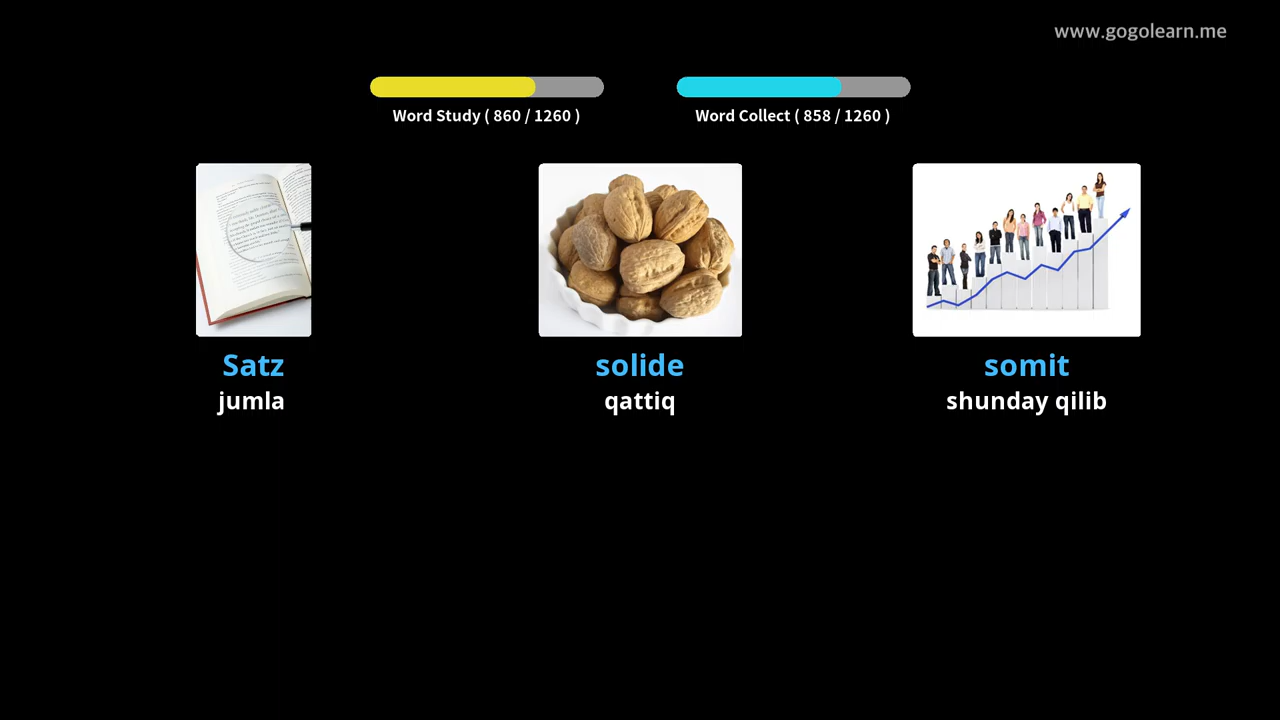 www.gogolearn.me
Word Study ( 860 / 1260 )
Word Collect ( 858 / 1260 )
Satz
jumla
solide
qattiq
somit
shunday qilib